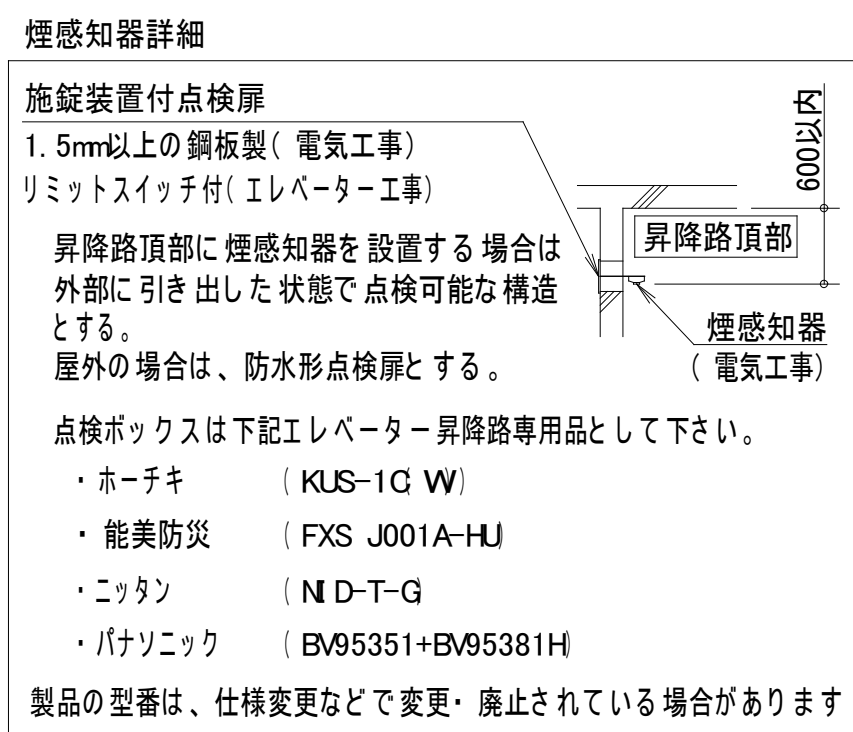 煙感知器詳細
施錠装置付点検扉
1.5mm以上の鋼板製(電気工事)
リミットスイッチ付(エレベーター工事)
600以内
昇降路頂部
煙感知器
(電気工事)
昇降路頂部に煙感知器を設置する場合は
外部に引き出した状態で点検可能な構造
とする。
屋外の場合は、防水形点検扉とする。
点検ボックスは下記エレベーター昇降路専用品として下さい。
・ホーチキ (KUS-1C(W))
・能美防災 (FXSJ001A-HU)
・ニッタン (NID-T-G)
・パナソニック (BV95351+BV95381H)
製品の型番は、仕様変更などで変更・廃止されている場合があります